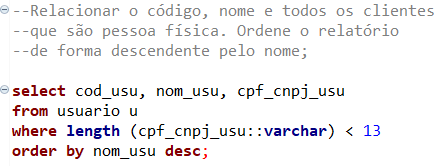 --Relacionar o código, nome e todos os clientes
--que são pessoa física. Ordene o relatório
--de forma descendente pelo nome;
select cod_usu, nom_usu, cpf_cnpj_usu
from usuario u
where length (cpf_cnpj_usu::varchar) < 13
order by nom_usu desc;